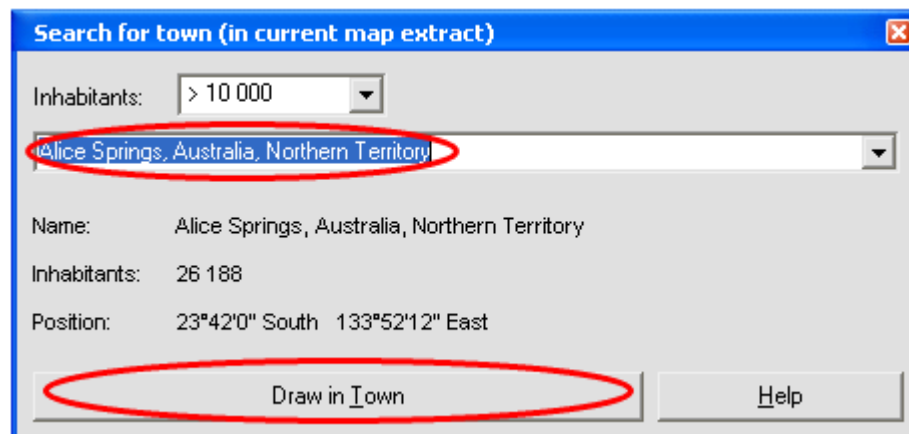 Search for town (in current map extract)
Inhabitants: > 10 000
Alice Springs, Australia, Northern Territory
Name: Alice Springs, Australia, Northern Territory
Inhabitants: 26 188
Position: 23°42'0" South 133°52'12" East
Draw in Town Help